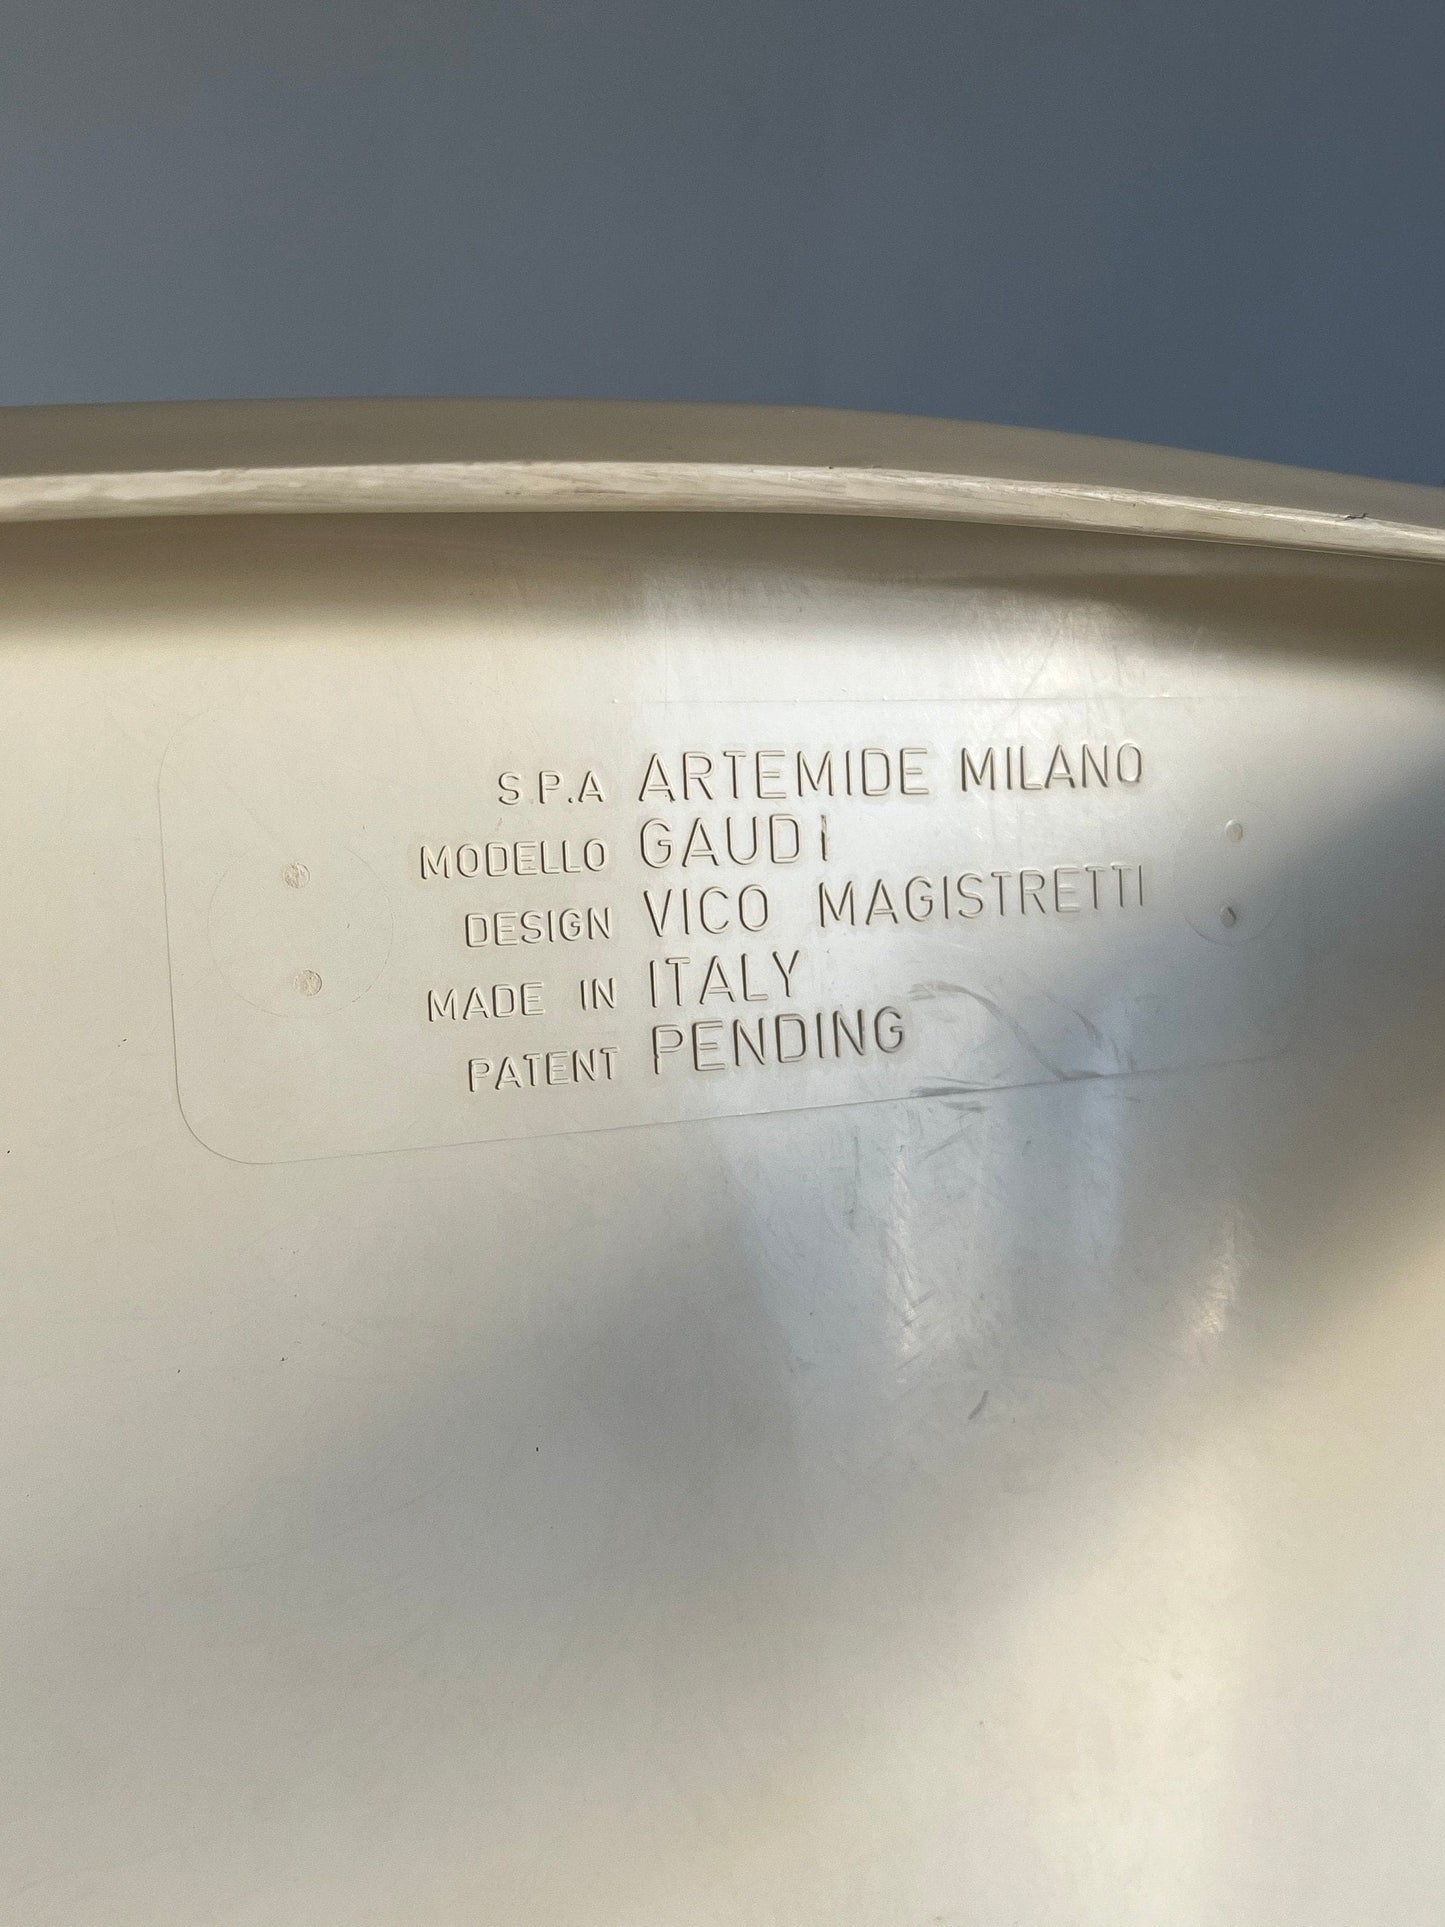 S.P.A ARTEMIDE MILANO
MODELLO GAUDI
DESIGN VICO MAGISTRETTI
MADE IN ITALY
PATENT PENDING